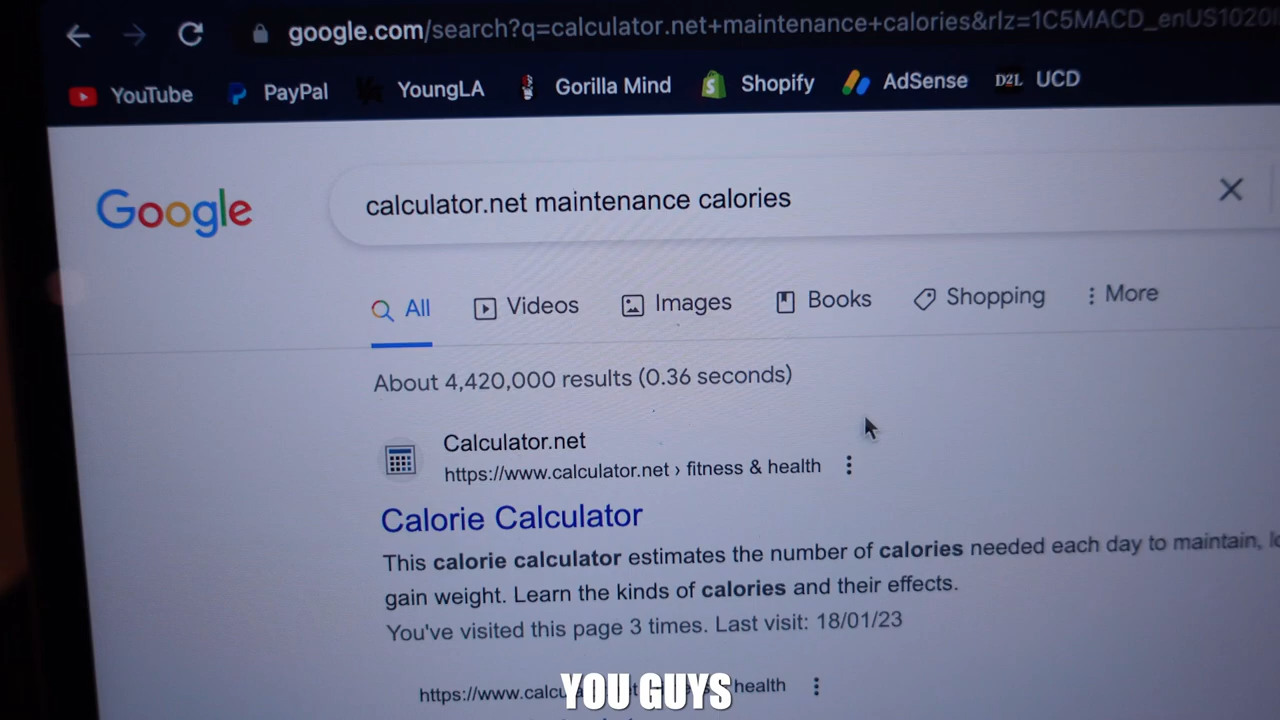 google.com/search?q=calculator.net+maintenance+calories&rlz=1C5MACD_enUS1020
YouTube PayPal YoungLA Gorilla Mind Shopify AdSense D2L UCD
Google
calculator.net maintenance calories
All Videos Images Books Shopping More
About 4,420,000 results (0.36 seconds)
Calculator.net
https://www.calculator.net › fitness & health
Calorie Calculator
This calorie calculator estimates the number of calories needed each day to maintain,
gain weight. Learn the kinds of calories and their effects.
You've visited this page 3 times. Last visit: 18/01/23
https://www.calcu health
YOU GUYS